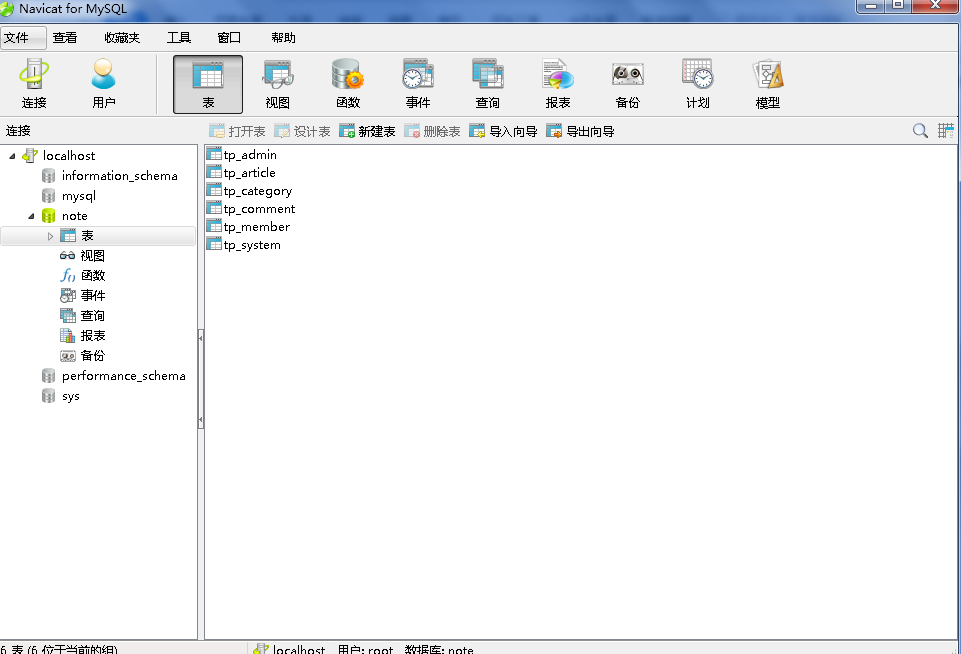 Navicat for MySQL
文件 查看 收藏夹 工具 窗口 帮助
连接 用户 表 视图 函数 事件 查询 报表 备份 计划 模型
连接 打开表 设计表 新建表 删除表 导入向导 导出向导
localhost
information_schema
mysql
note
表
视图
函数
事件
查询
报表
备份
performance_schema
sys
tp_admin
tp_article
tp_category
tp_comment
tp_member
tp_system
6 表 (6 位于当前的组) localhost 用户: root 数据库: note